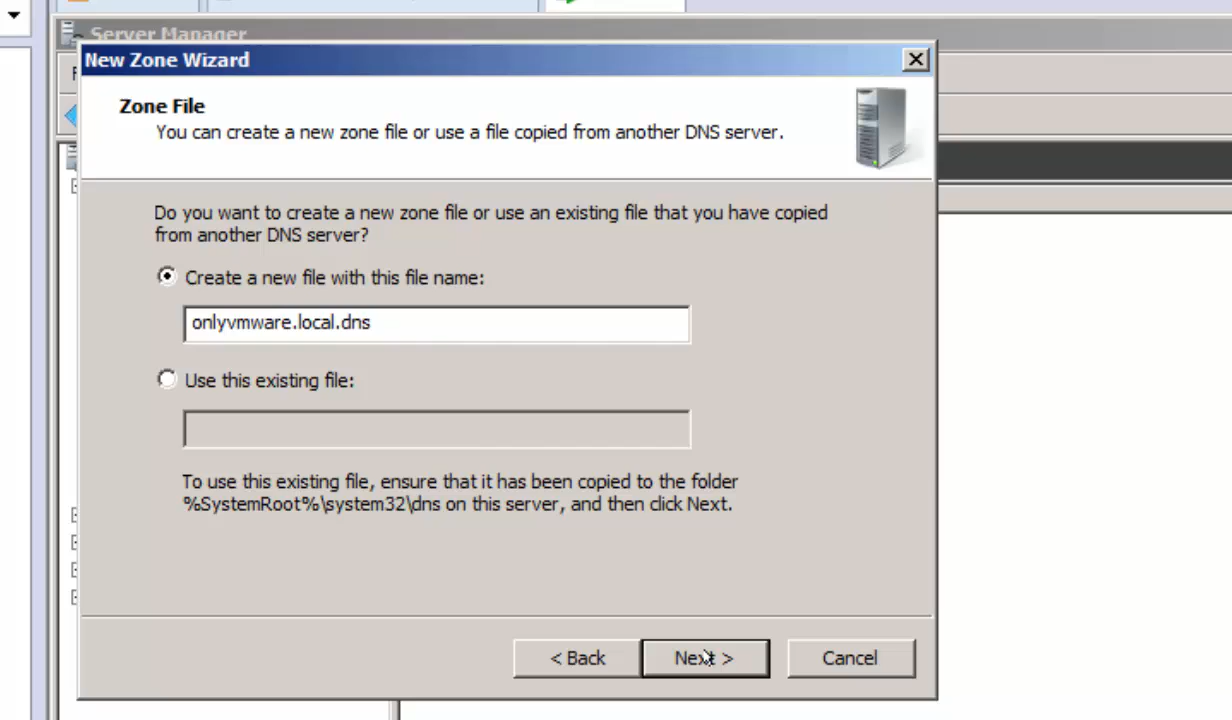 Server Manager
New Zone Wizard
Zone File
You can create a new zone file or use a file copied from another DNS server.
Do you want to create a new zone file or use an existing file that you have copied
from another DNS server?
Create a new file with this file name:
onlyvmware.local.dns
Use this existing file:
To use this existing file, ensure that it has been copied to the folder
%SystemRoot%\system32\dns on this server, and then click Next.
< Back
Next >
Cancel